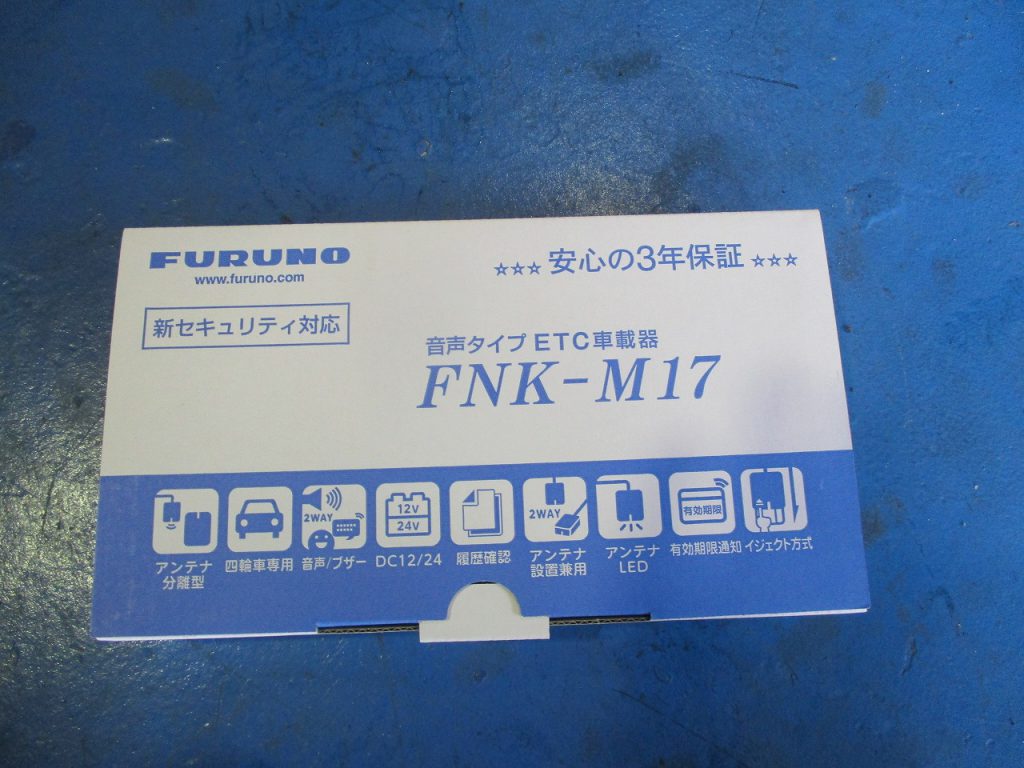 FURUNO
www.furuno.com
☆☆☆ 安心の3年保証 ☆☆☆
新セキュリティ対応
音声タイプ ETC車載器
FNK-M17
2WAY
12V
24V
2WAY
有効期限
アンテナ
分離型
四輪車専用
音声/ブザー
DC12/24
履歴確認
アンテナ
設置兼用
アンテナ
LED
有効期限通知
イジェクト方式